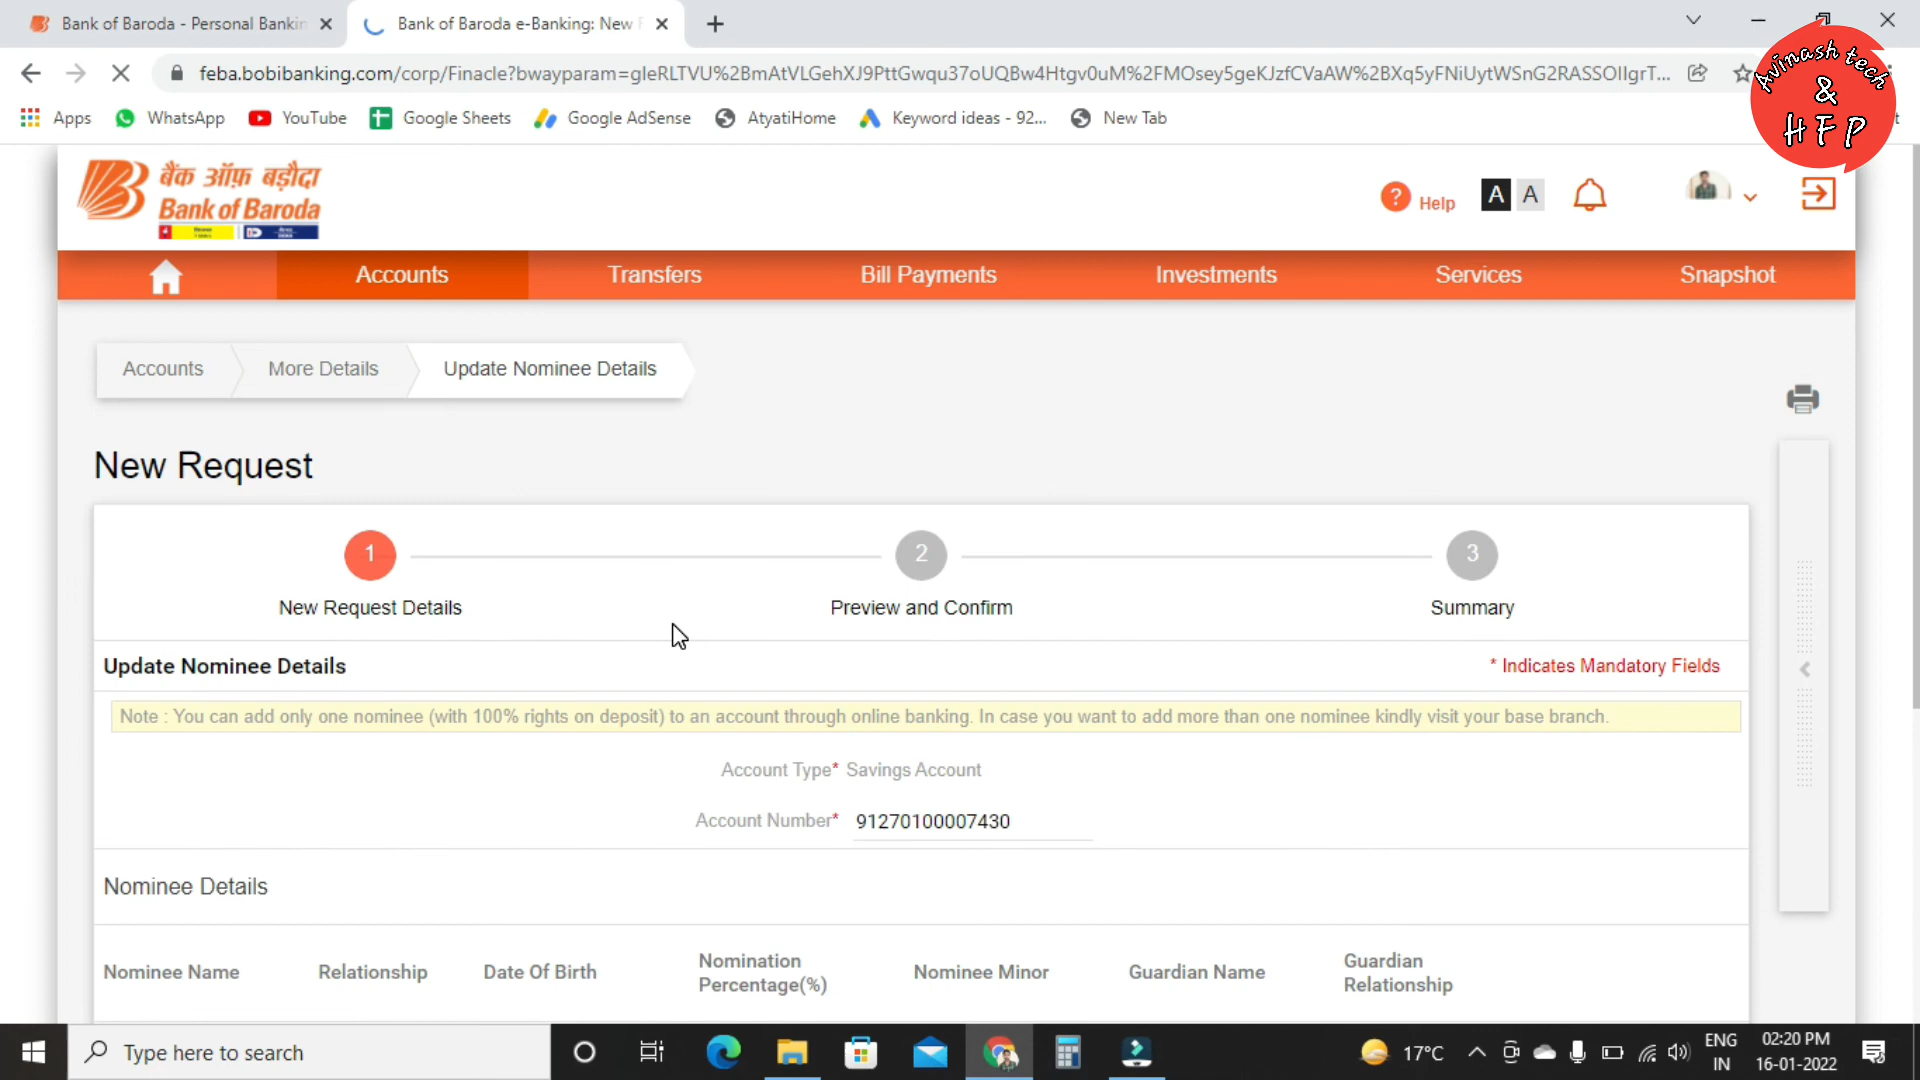 Bank of Baroda - Personal Bankin
Bank of Baroda e-Banking: New R
feba.bobibanking.com/corp/Finacle?bwayparam=gleRLTVU%2BmAtVLGehXJ9PttGwqu37oUQBw4Htgv0uM%2FMOsey5geKJzfCVaAW%2BXq5yFNiUytWSnG2RASSOIIgrT...
Avinash tech
&
HFP
Apps WhatsApp YouTube Google Sheets Google AdSense AtyatiHome Keyword ideas - 92... New Tab
बैंक ऑफ़ बड़ौदा
Bank of Baroda
? Help A A
Accounts Transfers Bill Payments Investments Services Snapshot
Accounts More Details Update Nominee Details
New Request
1 2 3
New Request Details Preview and Confirm Summary
Update Nominee Details * Indicates Mandatory Fields
Note : You can add only one nominee (with 100% rights on deposit) to an account through online banking. In case you want to add more than one nominee kindly visit your base branch.
Account Type* Savings Account
Account Number* 91270100007430
Nominee Details
Nominee Name Relationship Date Of Birth Nomination Percentage(%) Nominee Minor Guardian Name Guardian Relationship
Type here to search
17°C
ENG
IN
02:20 PM
16-01-2022